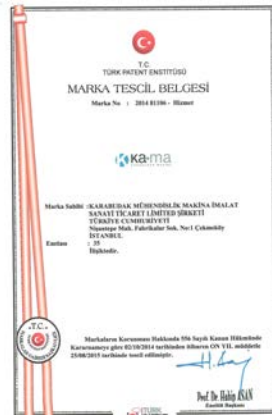 T.C.
TÜRK PATENT ENSTİTÜSÜ
MARKA TESCİL BELGESİ
Marka No : 2014 81106 - Hizmet
ka-ma
Marka Sahibi : KARABUDAK MÜHENDİSLİK MAKİNA İMALAT
SANAYİ TİCARET LİMİTED ŞİRKETİ
TÜRKİYE CUMHURİYETİ
Nişantepe Mah. Fabrikalar Sok. No:1 Çekmeköy
İSTANBUL
Emtiası : 35
İlişiktedir.
T.C.
Markaların Korunması Hakkında 556 Sayılı Kanun Hükmünde
Kararnameye göre 02/10/2014 tarihinden itibaren ON YIL müddetle
25/08/2015 tarihinde tescil edilmiştir.
Prof. Dr. Habip ASAN
Enstitü Başkanı
TÜRK